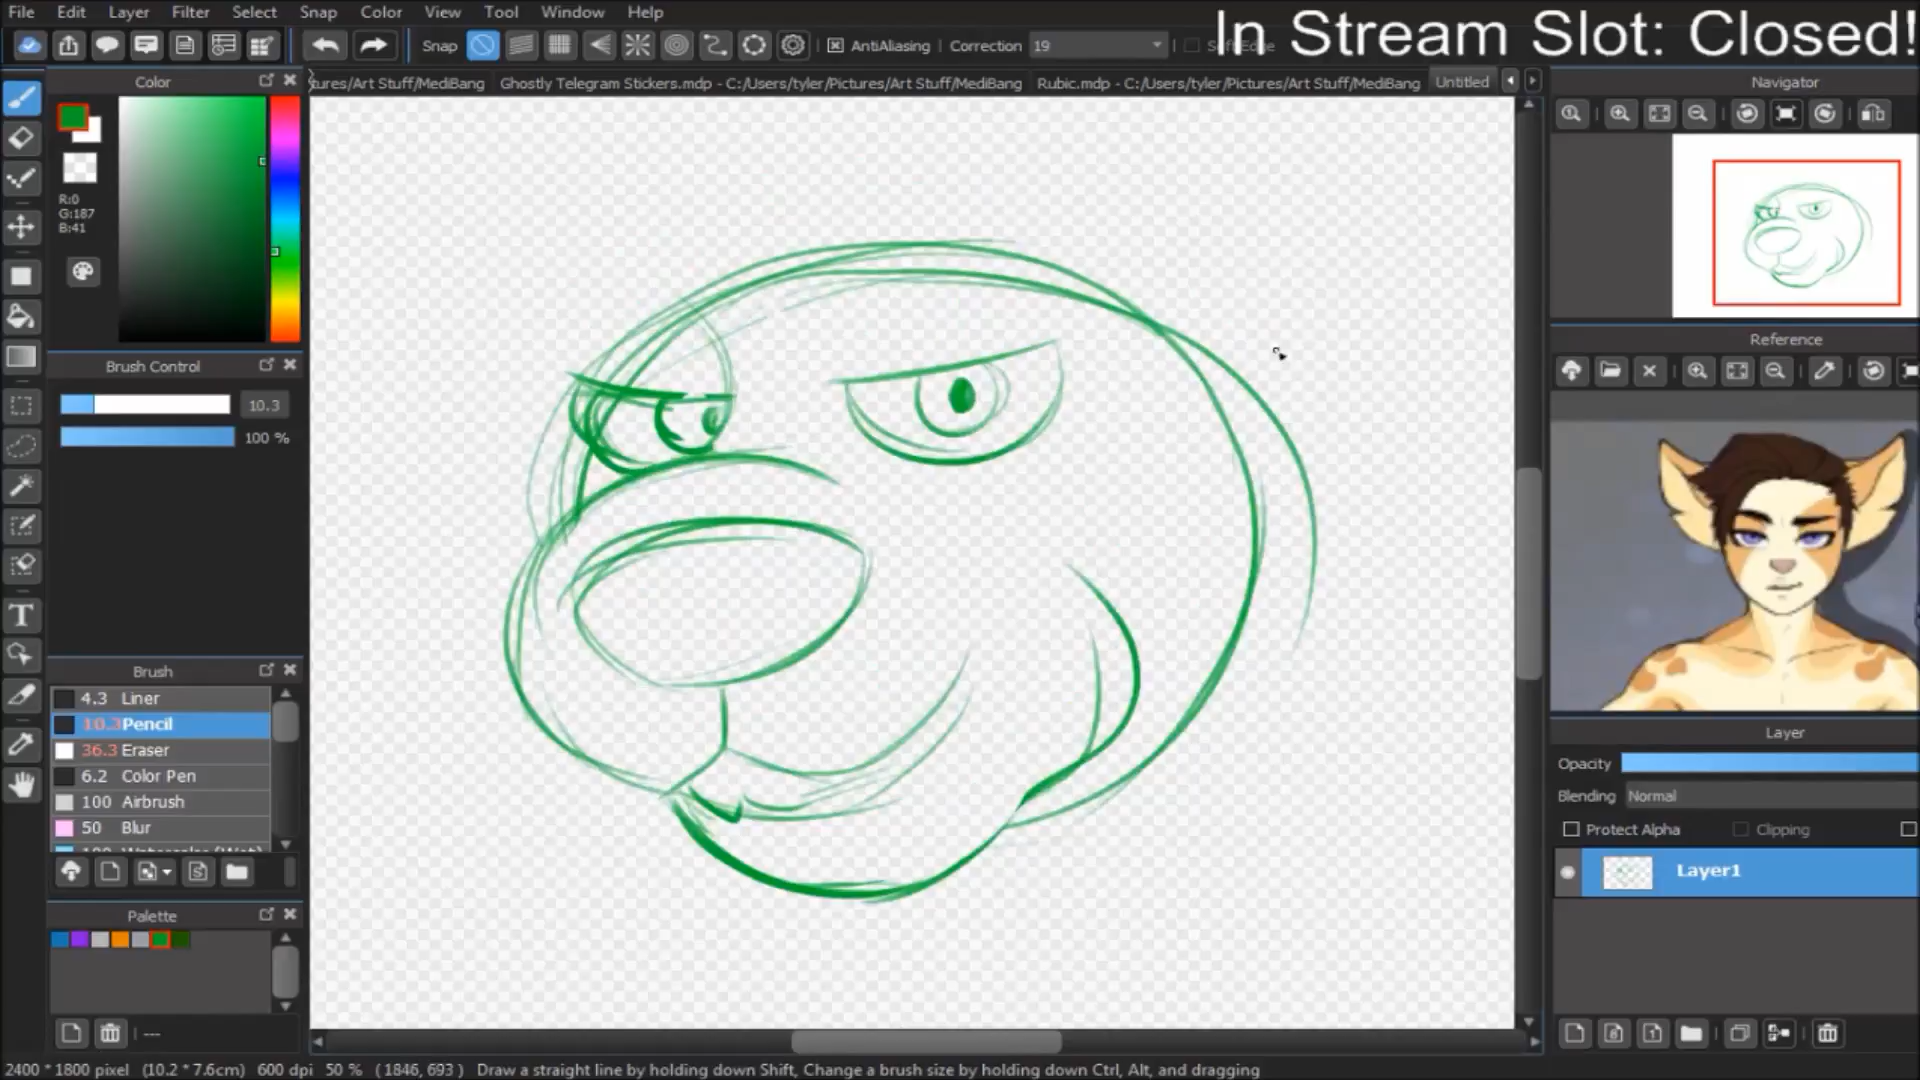 File Edit Layer Filter Select Snap Color View Tool Window Help
In Stream Slot: Closed!
Snap AntiAliasing Correction 19
tures/Art Stuff/MediBang Ghostly Telegram Stickers.mdp - C:/Users/tyler/Pictures/Art Stuff/MediBang Rubic.mdp - C:/Users/tyler/Pictures/Art Stuff/MediBang Untitled
Color
R:0
G:187
B:41
Brush Control
10.3
100 %
Brush
4.3 Liner
10.3 Pencil
36.3 Eraser
6.2 Color Pen
100 Airbrush
50 Blur
Palette
---
Navigator
Reference
Layer
Opacity
Blending Normal
Protect Alpha Clipping
Layer1
2400 * 1800 pixel (10.2 * 7.6cm) 600 dpi 50 % ( 1846, 693 ) Draw a straight line by holding down Shift, Change a brush size by holding down Ctrl, Alt, and dragging